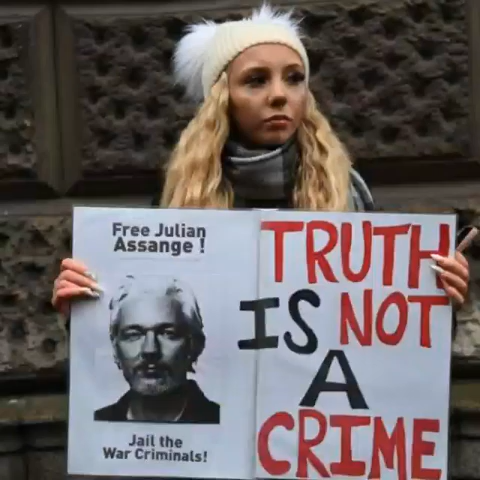 Free Julian
Assange !
Jail the
War Criminals!
TRUTH
IS NOT
A
CRIME